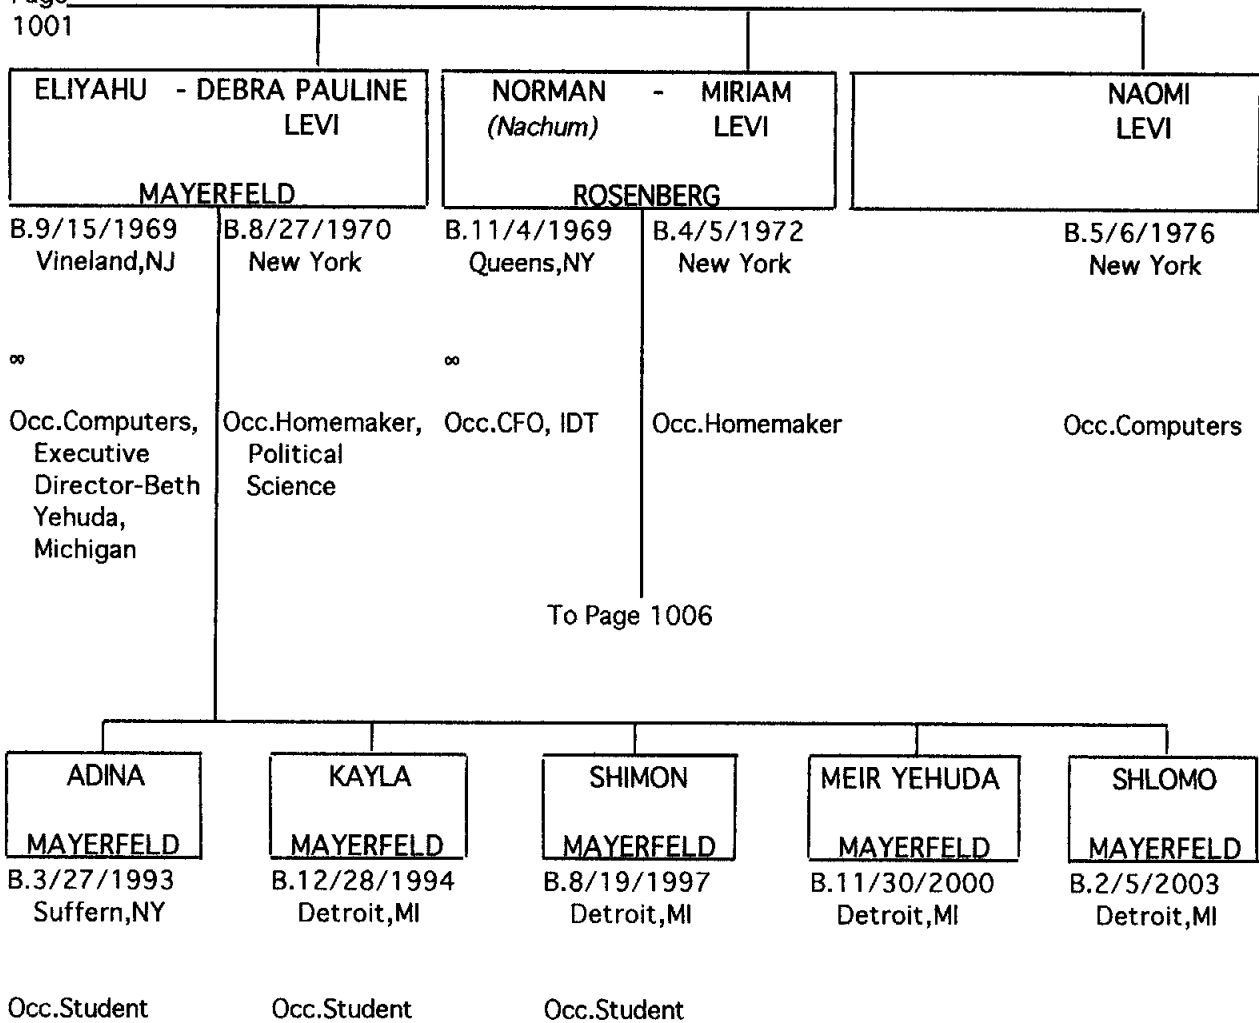 Page
1001
ELIYAHU - DEBRA PAULINE
LEVI
MAYERFELD
B.9/15/1969
Vineland,NJ
B.8/27/1970
New York
∞
Occ.Computers,
Executive
Director-Beth
Yehuda,
Michigan
Occ.Homemaker,
Political
Science
NORMAN - MIRIAM
(Nachum) LEVI
ROSENBERG
B.11/4/1969
Queens,NY
B.4/5/1972
New York
∞
Occ.CFO, IDT
Occ.Homemaker
To Page 1006
NAOMI
LEVI
B.5/6/1976
New York
Occ.Computers
ADINA
MAYERFELD
B.3/27/1993
Suffern,NY
Occ.Student
KAYLA
MAYERFELD
B.12/28/1994
Detroit,MI
Occ.Student
SHIMON
MAYERFELD
B.8/19/1997
Detroit,MI
Occ.Student
MEIR YEHUDA
MAYERFELD
B.11/30/2000
Detroit,MI
SHLOMO
MAYERFELD
B.2/5/2003
Detroit,MI